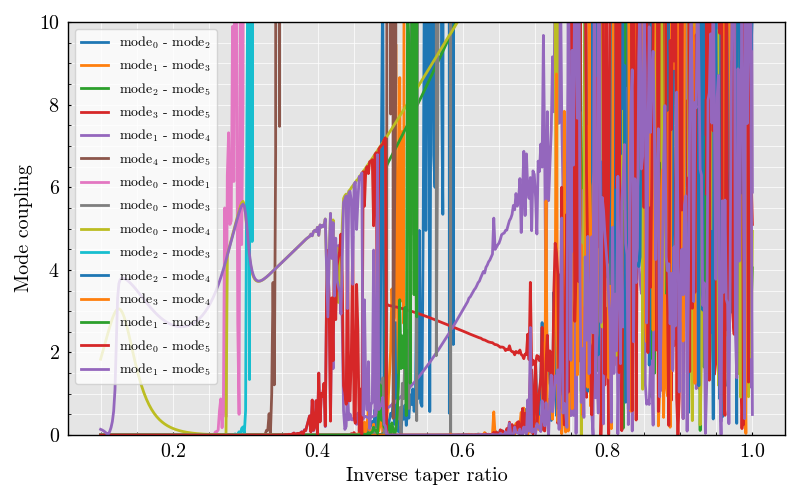 10
8
6
4
2
0
Mode coupling
mode₀ - mode₂
mode₁ - mode₃
mode₂ - mode₅
mode₃ - mode₅
mode₁ - mode₄
mode₄ - mode₅
mode₀ - mode₁
mode₀ - mode₃
mode₀ - mode₄
mode₂ - mode₃
mode₂ - mode₄
mode₃ - mode₄
mode₁ - mode₂
mode₀ - mode₅
mode₁ - mode₅
0.2 0.4 0.6 0.8 1.0
Inverse taper ratio